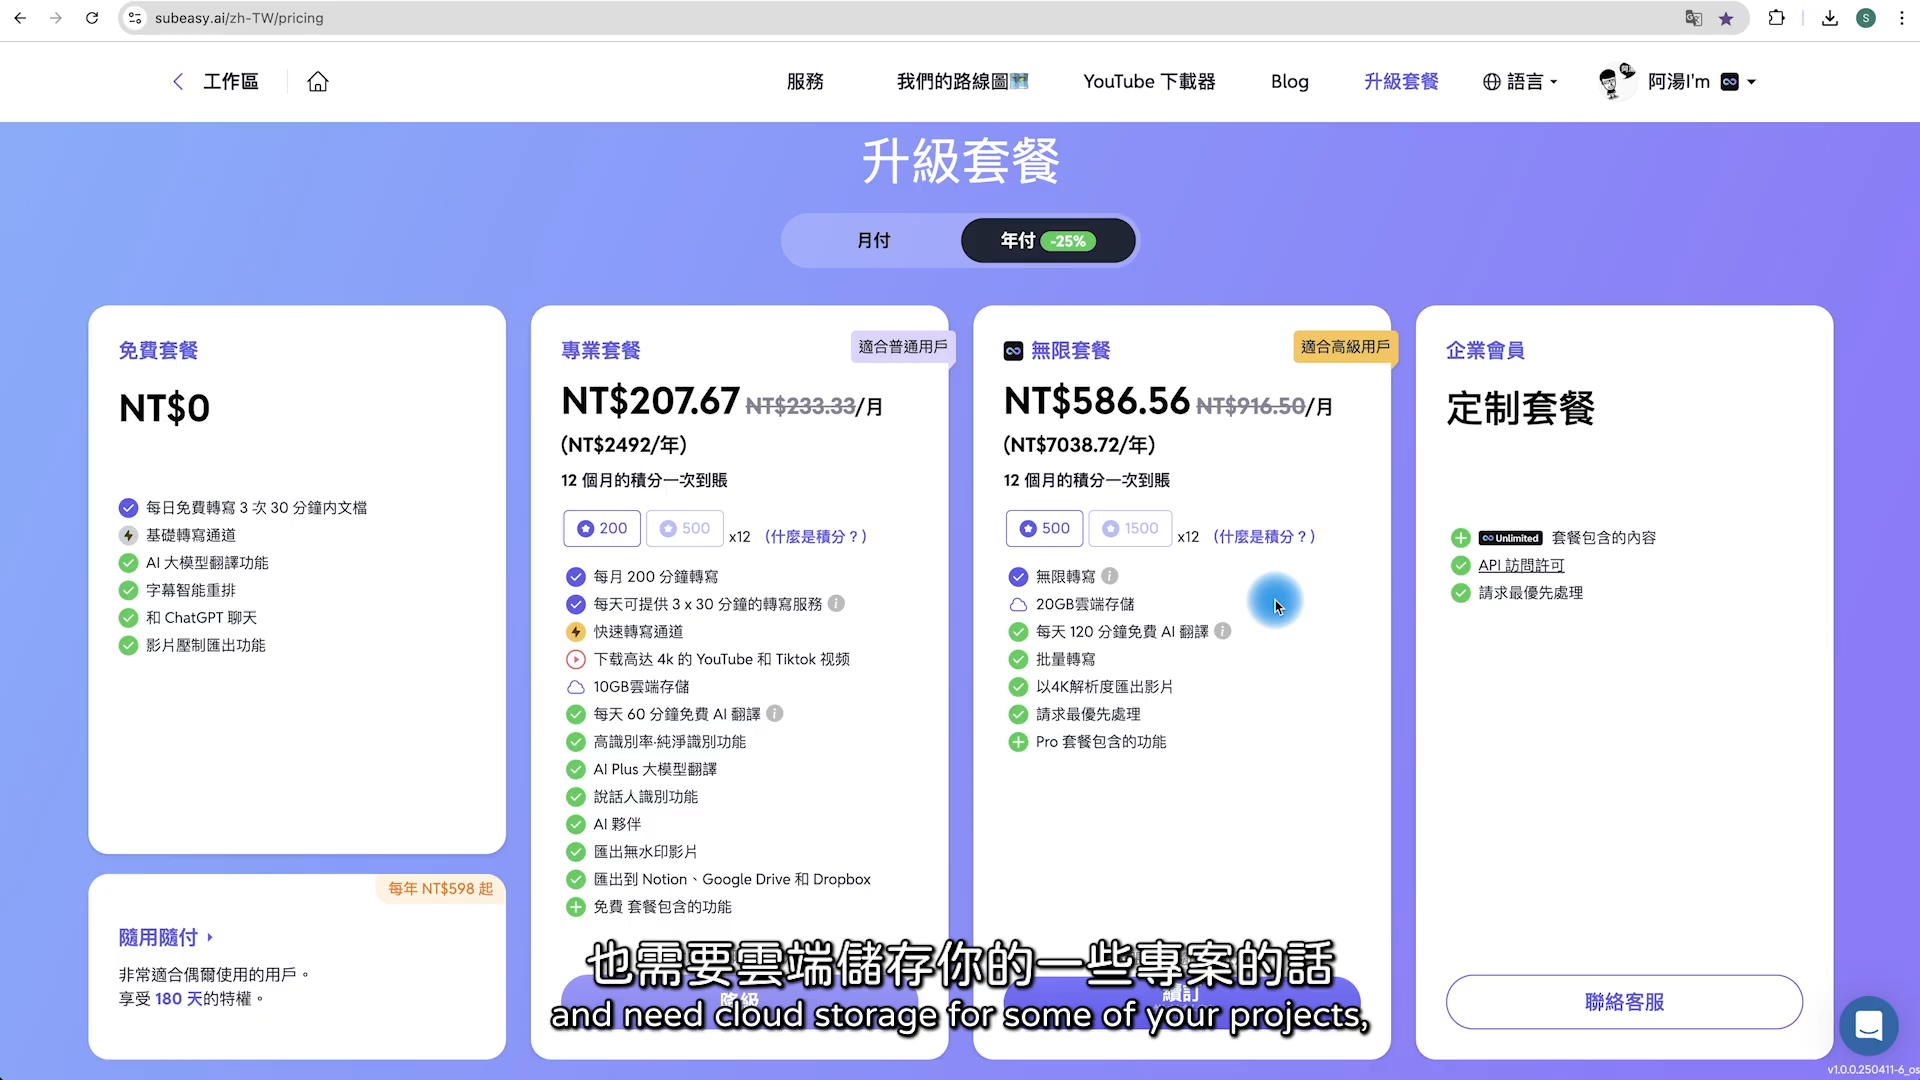 subeasy.ai/zh-TW/pricing
S
工作區
服務
我們的路線圖
YouTube 下載器
Blog
升級套餐
語言
阿湯I'm
升級套餐
月付
年付 -25%
免費套餐
NT$0
每日免費轉寫 3 次 30 分鐘內文檔
基礎轉寫通道
AI 大模型翻譯功能
字幕智能重排
和 ChatGPT 聊天
影片壓制匯出功能
每年 NT$598 起
隨用隨付
非常適合偶爾使用的用戶。
享受 180 天的特權。
專業套餐
適合普通用戶
NT$207.67 NT$233.33/月
(NT$2492/年)
12 個月的積分一次到賬
200 500 x12 (什麼是積分？)
每月 200 分鐘轉寫
每天可提供 3 x 30 分鐘的轉寫服務
快速轉寫通道
下载高达 4k 的 YouTube 和 Tiktok 视频
10GB雲端存儲
每天 60 分鐘免費 AI 翻譯
高識別率·純淨識別功能
AI Plus 大模型翻譯
說話人識別功能
AI 夥伴
匯出無水印影片
匯出到 Notion、Google Drive 和 Dropbox
免費 套餐包含的功能
降級
無限套餐
適合高級用戶
NT$586.56 NT$916.50/月
(NT$7038.72/年)
12 個月的積分一次到賬
500 1500 x12 (什麼是積分？)
無限轉寫
20GB雲端存儲
每天 120 分鐘免費 AI 翻譯
批量轉寫
以4K解析度匯出影片
請求最優先處理
Pro 套餐包含的功能
續訂
企業會員
定制套餐
Unlimited 套餐包含的內容
API 訪問許可
請求最優先處理
聯絡客服
也需要雲端儲存你的一些專案的話
and need cloud storage for some of your projects,
v1.0.0.250411-6_os